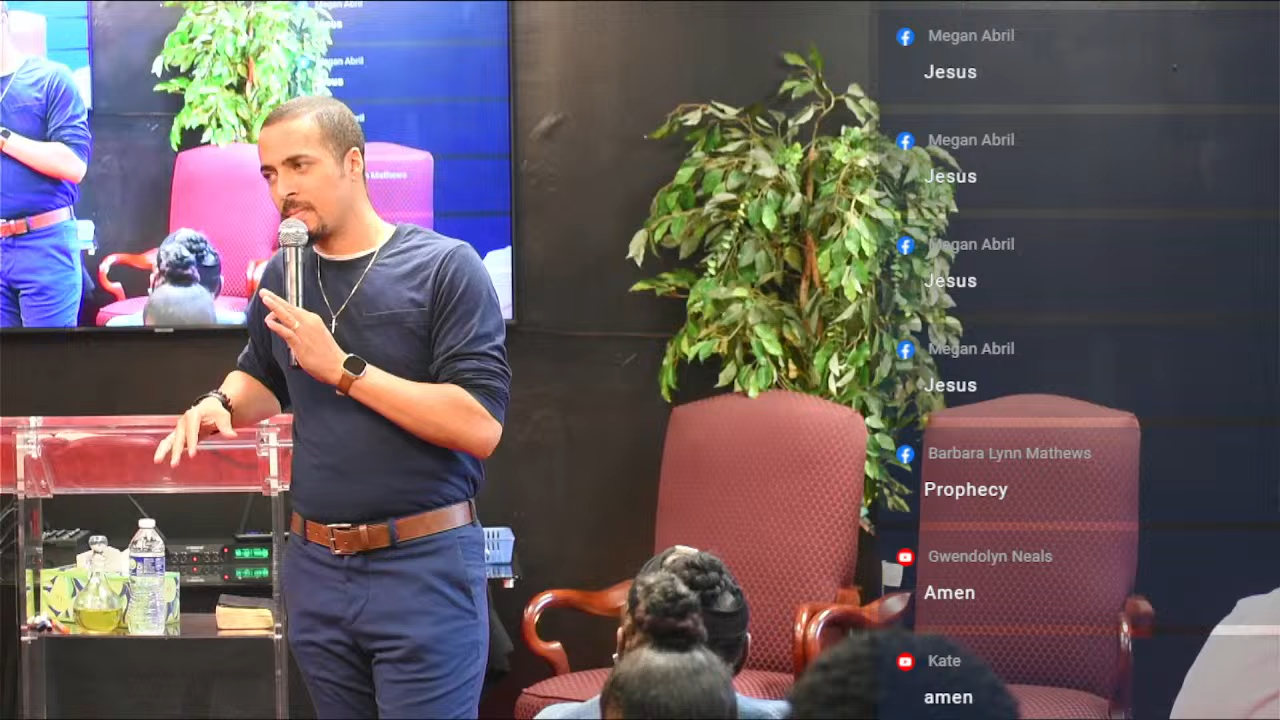 Megan Abril
Jesus
Megan Abril
Jesus
Megan Abril
Jesus
Megan Abril
Jesus
Barbara Lynn Mathews
Prophecy
Gwendolyn Neals
Amen
Kate
amen
Mathews